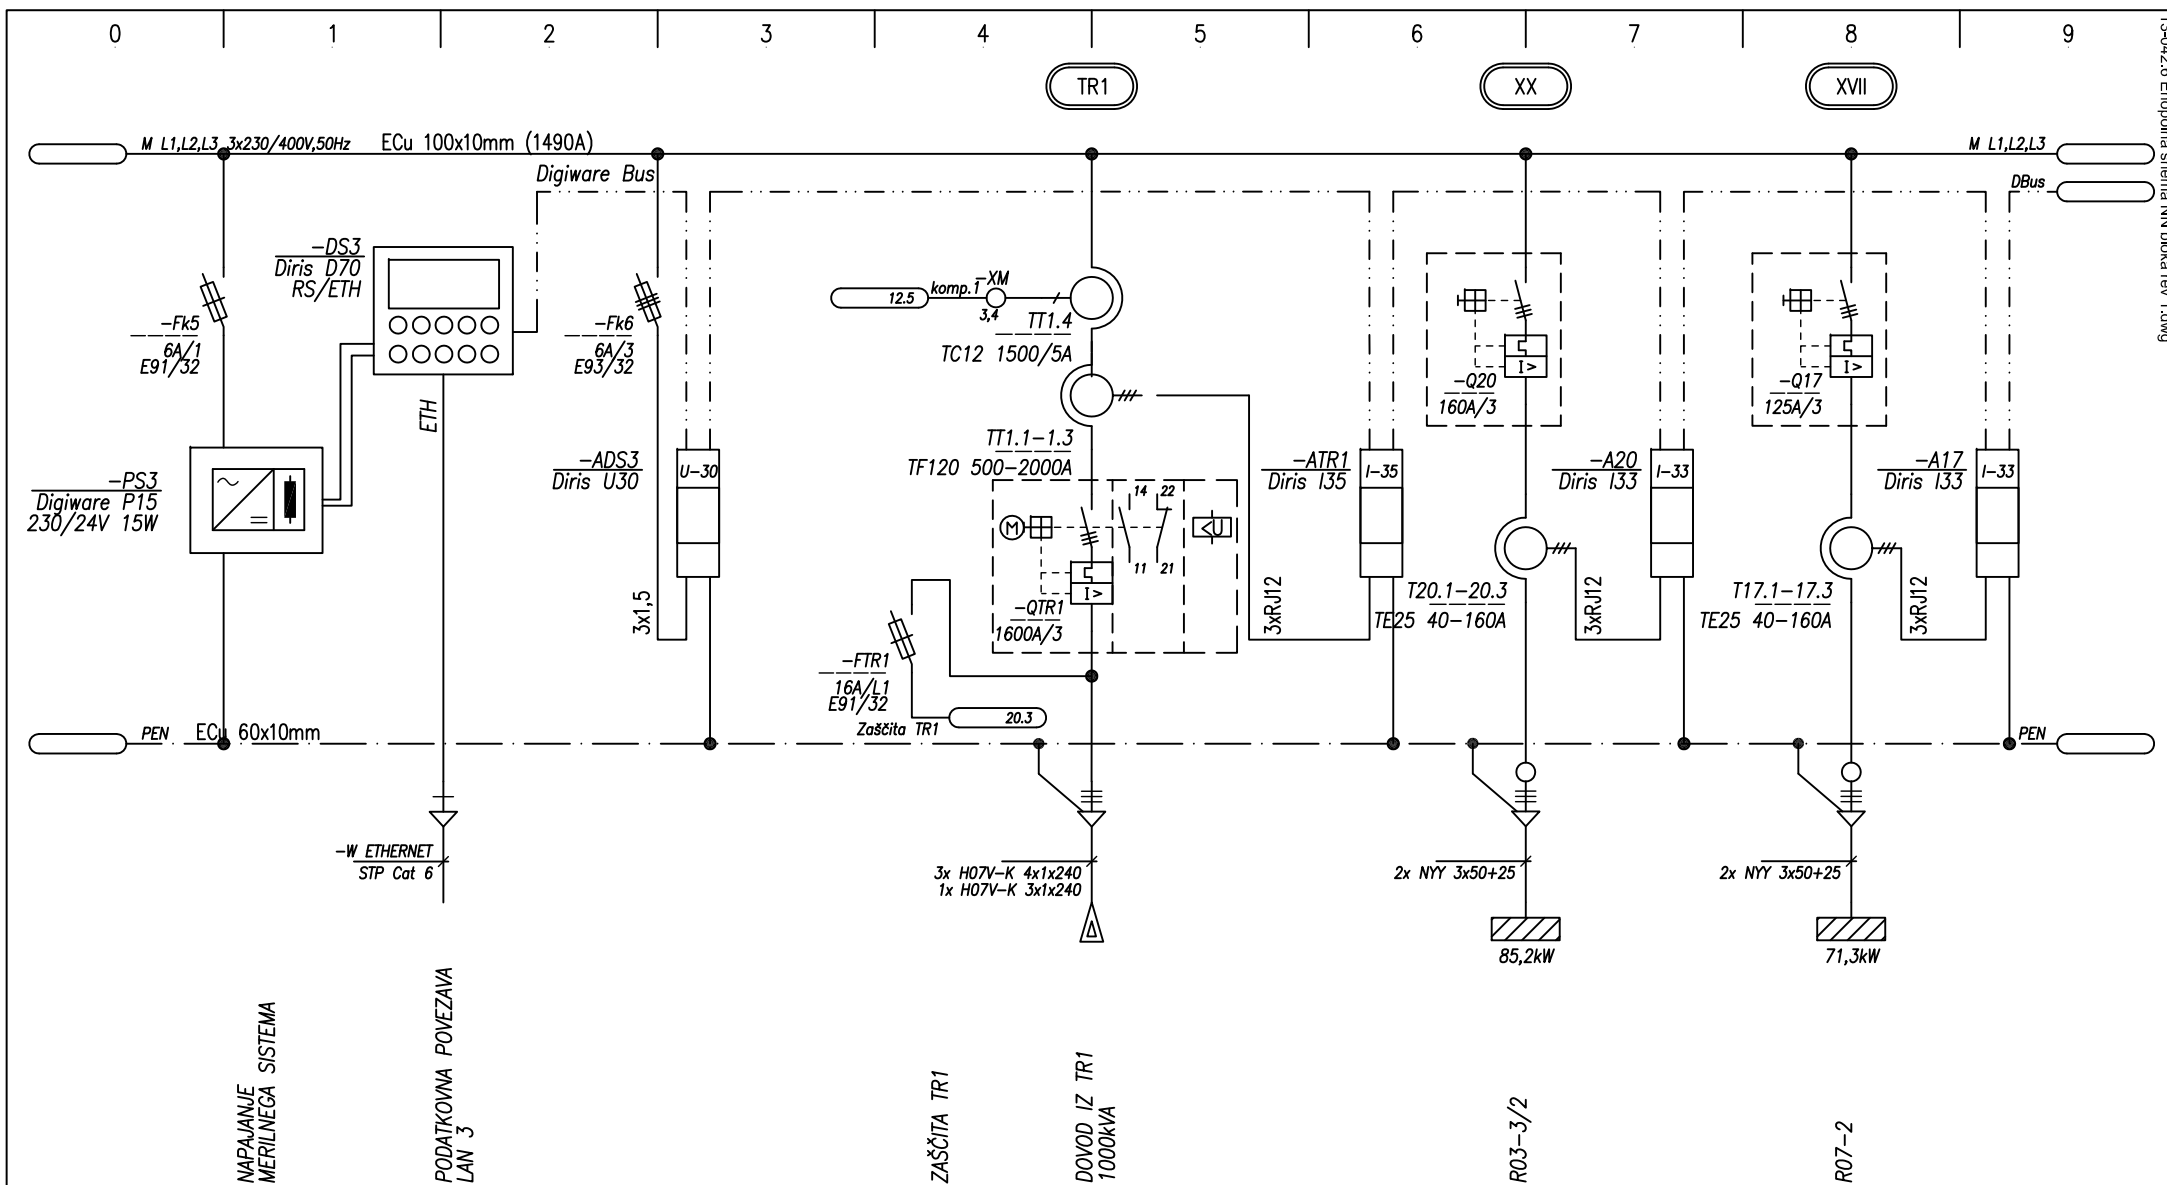 0 1 2 3 4 5 6 7 8 9
TR1 XX XVII
M L1,L2,L3 3x230/400V,50Hz
ECu 100x10mm (1490A)
M L1,L2,L3
Digiware Bus
DBus
-DS3
Diris D70
RS/ETH
-Fk5
6A/1
E91/32
-Fk6
6A/3
E93/32
ETH
12.5
komp.1
-XM
3,4
TT1.4
TC12 1500/5A
TT1.1-1.3
TF120 500-2000A
I>
-Q20
160A/3
I>
-Q17
125A/3
-PS3
Digiware P15
230/24V 15W
-ADS3
Diris U30
U-30
-ATR1
Diris I35
I-35
-A20
Diris I33
I-33
-A17
Diris I33
I-33
14 22
M
<U
11 21
I>
-QTR1
1600A/3
3x1,5
3xRJ12
3xRJ12
3xRJ12
T20.1-20.3
TE25 40-160A
T17.1-17.3
TE25 40-160A
-FTR1
16A/L1
E91/32
Zaščita TR1
20.3
PEN
ECu 60x10mm
PEN
-W ETHERNET
STP Cat 6
3x H07V-K 4x1x240
1x H07V-K 3x1x240
2x NYY 3x50+25
2x NYY 3x50+25
85,2kW
71,3kW
NAPAJANJE
MERILNEGA SISTEMA
PODATKOVNA POVEZAVA
LAN 3
ZAŠČITA TR1
DOVOD IZ TR1
1000kVA
R03-3/2
R07-2